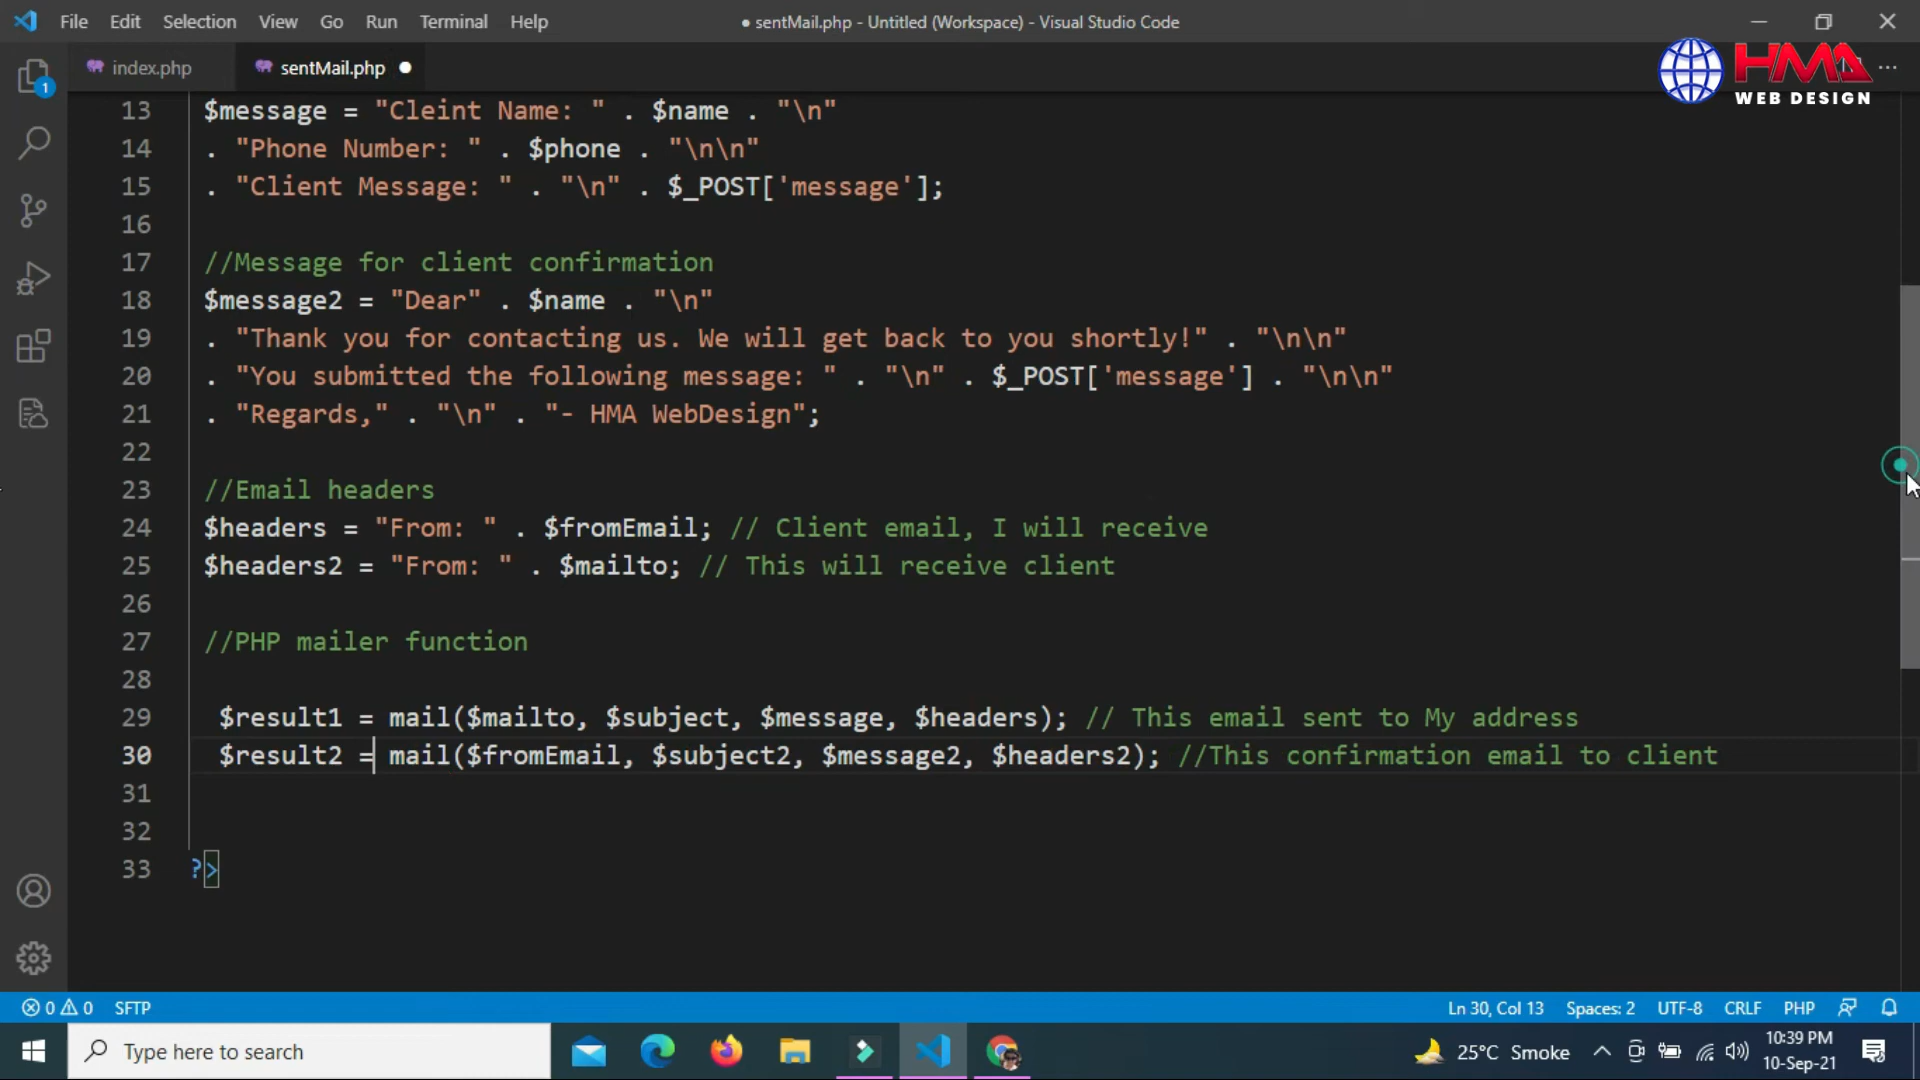 File Edit Selection View Go Run Terminal Help
● sentMail.php - Untitled (Workspace) - Visual Studio Code
index.php sentMail.php ●
HMA
WEB DESIGN
1
13 $message = "Cleint Name: " . $name . "\n"
14 . "Phone Number: " . $phone . "\n\n"
15 . "Client Message: " . "\n" . $_POST['message'];
16
17 //Message for client confirmation
18 $message2 = "Dear" . $name . "\n"
19 . "Thank you for contacting us. We will get back to you shortly!" . "\n\n"
20 . "You submitted the following message: " . "\n" . $_POST['message'] . "\n\n"
21 . "Regards," . "\n" . "- HMA WebDesign";
22
23 //Email headers
24 $headers = "From: " . $fromEmail; // Client email, I will receive
25 $headers2 = "From: " . $mailto; // This will receive client
26
27 //PHP mailer function
28
29 $result1 = mail($mailto, $subject, $message, $headers); // This email sent to My address
30 $result2 = mail($fromEmail, $subject2, $message2, $headers2); //This confirmation email to client
31
32
33 ?>
0 0 SFTP Ln 30, Col 13 Spaces: 2 UTF-8 CRLF PHP
Type here to search
25°C Smoke
10:39 PM
10-Sep-21